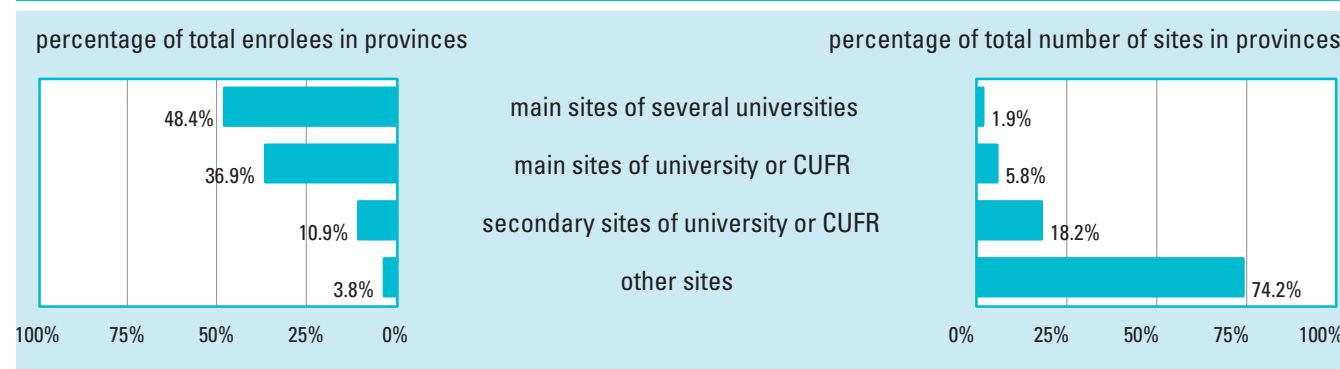 percentage of total enrolees in provinces
percentage of total number of sites in provinces
48.4% main sites of several universities 1.9%
36.9% main sites of university or CUFR 5.8%
10.9% secondary sites of university or CUFR 18.2%
3.8% other sites 74.2%
100% 75% 50% 25% 0%
0% 25% 50% 75% 100%